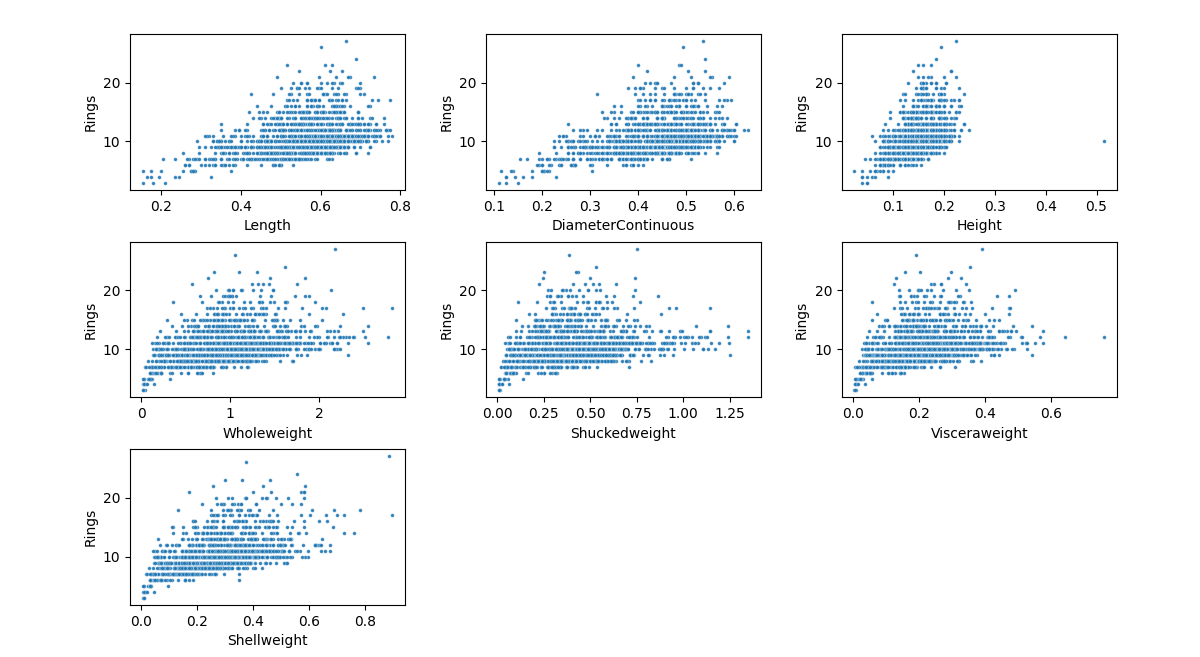 Rings
20
10
0.2 0.4 0.6 0.8
Length
Rings
20
10
0.1 0.2 0.3 0.4 0.5 0.6
DiameterContinuous
Rings
20
10
0.1 0.2 0.3 0.4 0.5
Height
Rings
20
10
0 1 2
Wholeweight
Rings
20
10
0.00 0.25 0.50 0.75 1.00 1.25
Shuckedweight
Rings
20
10
0.0 0.2 0.4 0.6
Visceraweight
Rings
20
10
0.0 0.2 0.4 0.6 0.8
Shellweight